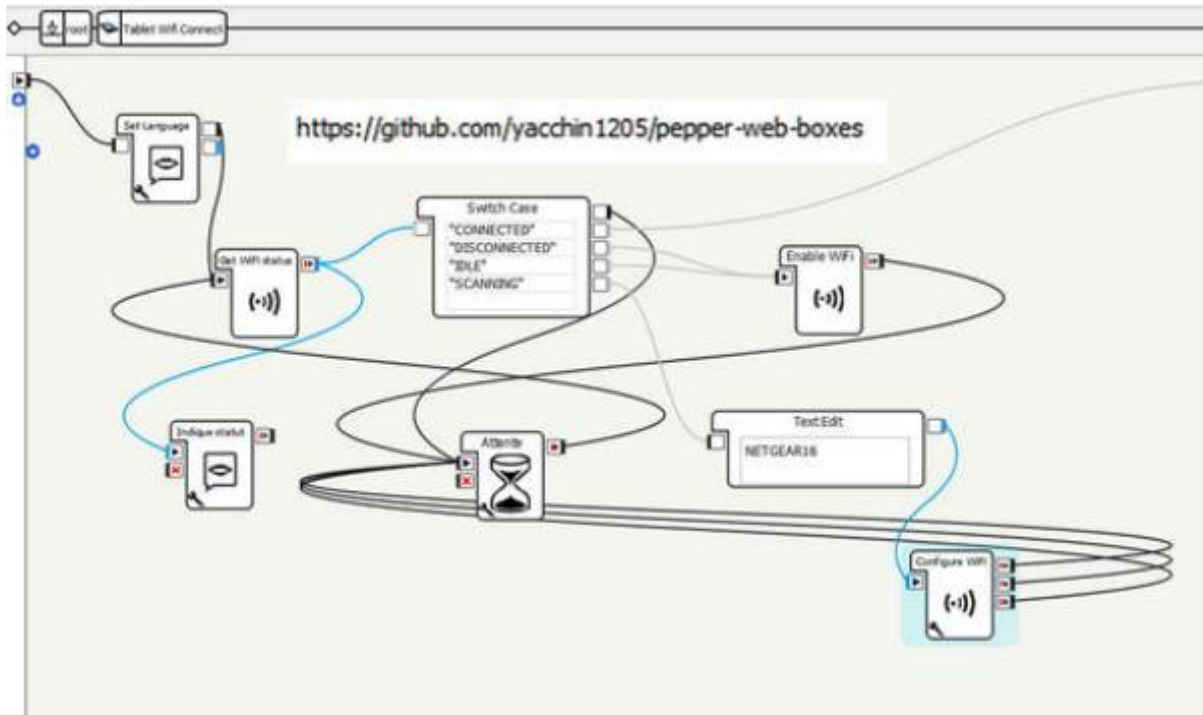 root
Tablet Wifi Connect
Set Language
https://github.com/yacchin1205/pepper-web-boxes
Switch Case
"CONNECTED"
"DISCONNECTED"
"IDLE"
"SCANNING"
Get WiFi status
Enable WiFi
Indique statut
Attente
Text Edit
NETGEAR16
Configure WiFi